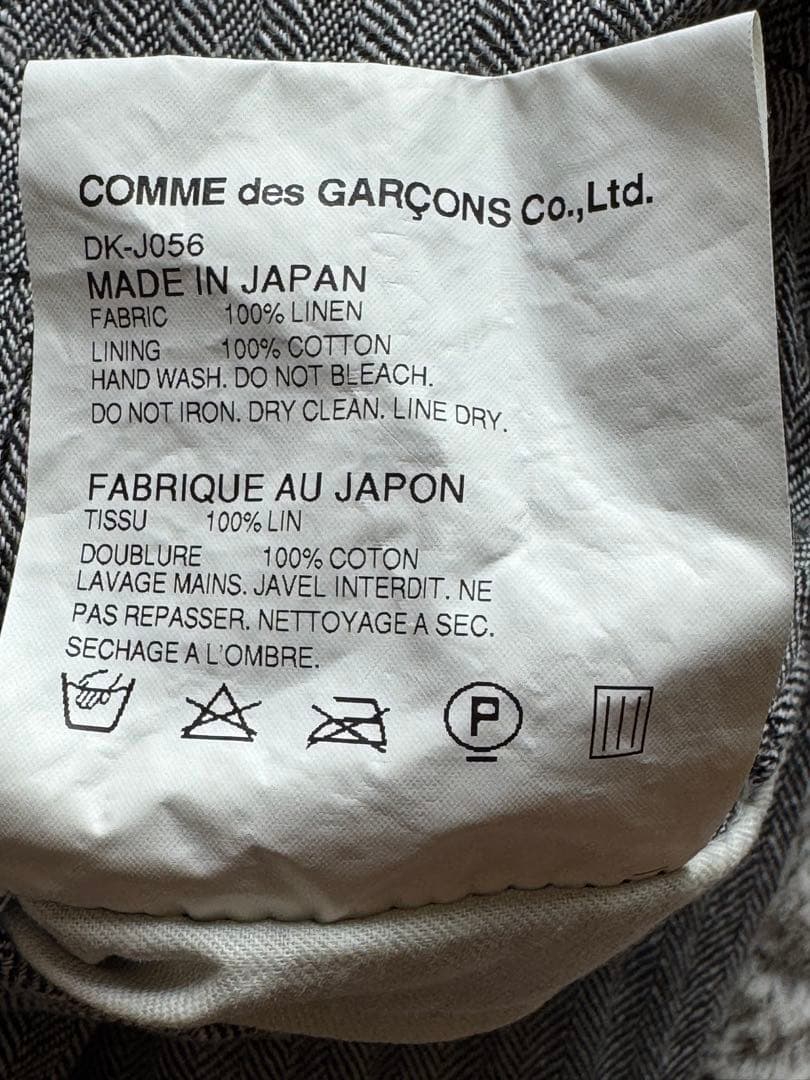 COMME des GARÇONS Co.,Ltd.
DK-J056
MADE IN JAPAN
FABRIC 100% LINEN
LINING 100% COTTON
HAND WASH. DO NOT BLEACH.
DO NOT IRON. DRY CLEAN. LINE DRY.
FABRIQUE AU JAPON
TISSU 100% LIN
DOUBLURE 100% COTON
LAVAGE MAINS. JAVEL INTERDIT. NE
PAS REPASSER. NETTOYAGE A SEC.
SECHAGE A L'OMBRE.
P